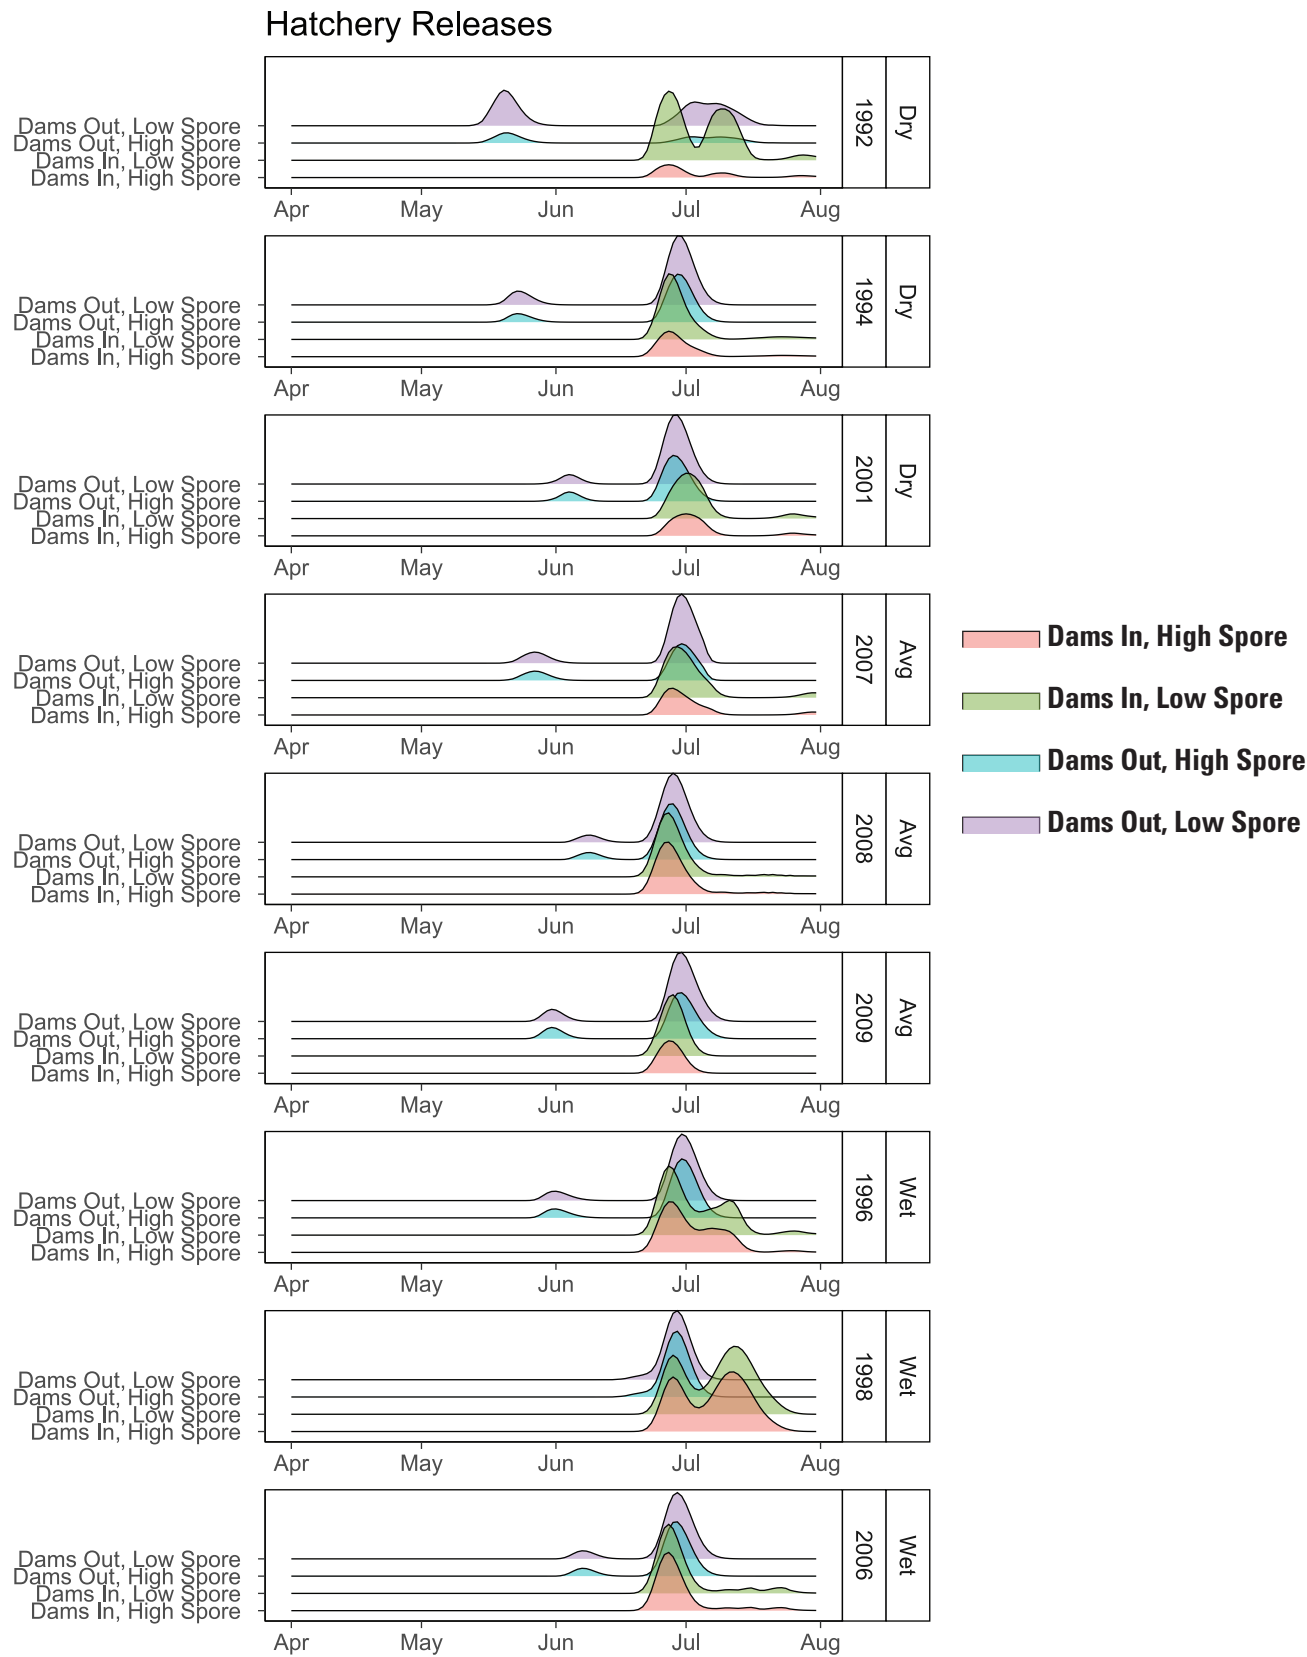 Hatchery Releases
Dams Out, Low Spore
Dams Out, High Spore
Dams In, Low Spore
Dams In, High Spore
1992
Dry
Apr May Jun Jul Aug
Dams Out, Low Spore
Dams Out, High Spore
Dams In, Low Spore
Dams In, High Spore
1994
Dry
Apr May Jun Jul Aug
Dams Out, Low Spore
Dams Out, High Spore
Dams In, Low Spore
Dams In, High Spore
2001
Dry
Apr May Jun Jul Aug
Dams Out, Low Spore
Dams Out, High Spore
Dams In, Low Spore
Dams In, High Spore
2007
Avg
Apr May Jun Jul Aug
Dams In, High Spore
Dams In, Low Spore
Dams Out, High Spore
Dams Out, Low Spore
Dams Out, Low Spore
Dams Out, High Spore
Dams In, Low Spore
Dams In, High Spore
2008
Avg
Apr May Jun Jul Aug
Dams Out, Low Spore
Dams Out, High Spore
Dams In, Low Spore
Dams In, High Spore
2009
Avg
Apr May Jun Jul Aug
Dams Out, Low Spore
Dams Out, High Spore
Dams In, Low Spore
Dams In, High Spore
1996
Wet
Apr May Jun Jul Aug
Dams Out, Low Spore
Dams Out, High Spore
Dams In, Low Spore
Dams In, High Spore
1998
Wet
Apr May Jun Jul Aug
Dams Out, Low Spore
Dams Out, High Spore
Dams In, Low Spore
Dams In, High Spore
2006
Wet
Apr May Jun Jul Aug